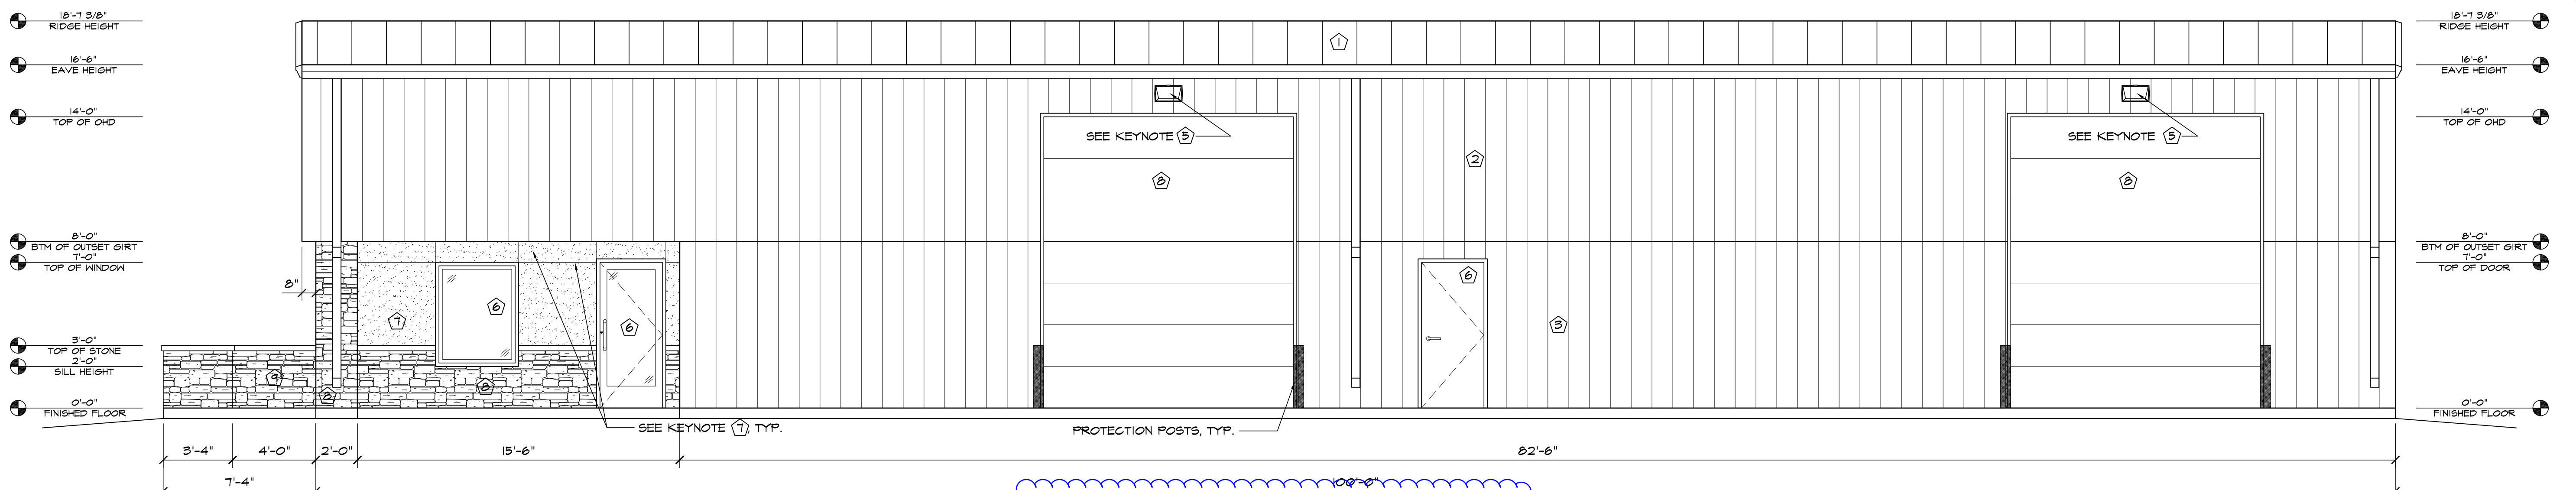 18'-7 3/8"
RIDGE HEIGHT
16'-6"
EAVE HEIGHT
14'-0"
TOP OF OHD
8'-0"
BTM OF OUTSET GIRT
7'-0"
TOP OF WINDOW
3'-0"
TOP OF STONE
2'-0"
SILL HEIGHT
0'-0"
FINISHED FLOOR
8"
1
SEE KEYNOTE 5
8
2
6
3
7
6
6
9
8
8
SEE KEYNOTE 7, TYP.
PROTECTION POSTS, TYP.
SEE KEYNOTE 5
8
18'-7 3/8"
RIDGE HEIGHT
16'-6"
EAVE HEIGHT
14'-0"
TOP OF OHD
8'-0"
BTM OF OUTSET GIRT
7'-0"
TOP OF DOOR
0'-0"
FINISHED FLOOR
3'-4"
4'-0"
2'-0"
15'-6"
82'-6"
7'-4"
100'-0"